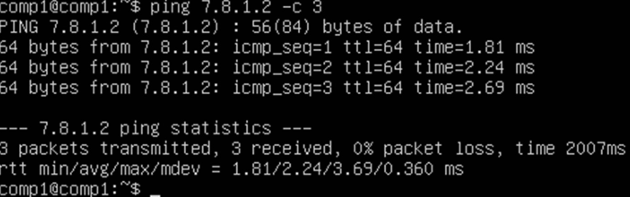 comp1@comp1:~$ ping 7.8.1.2 -c 3
PING 7.8.1.2 (7.8.1.2) : 56(84) bytes of data.
64 bytes from 7.8.1.2: icmp_seq=1 ttl=64 time=1.81 ms
64 bytes from 7.8.1.2: icmp_seq=2 ttl=64 time=2.24 ms
64 bytes from 7.8.1.2: icmp_seq=3 ttl=64 time=2.69 ms
--- 7.8.1.2 ping statistics ---
3 packets transmitted, 3 received, 0% packet loss, time 2007ms
rtt min/avg/max/mdev = 1.81/2.24/3.69/0.360 ms
comp1@comp1:~$ _